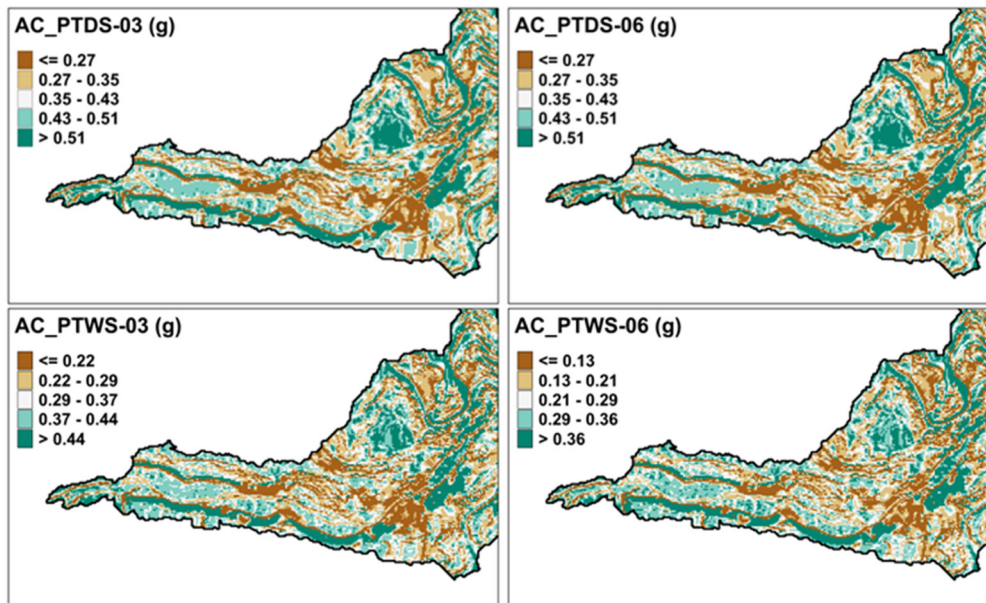 AC_PTDS-03 (g)
<= 0.27
0.27 - 0.35
0.35 - 0.43
0.43 - 0.51
> 0.51
AC_PTDS-06 (g)
<= 0.27
0.27 - 0.35
0.35 - 0.43
0.43 - 0.51
> 0.51
AC_PTWS-03 (g)
<= 0.22
0.22 - 0.29
0.29 - 0.37
0.37 - 0.44
> 0.44
AC_PTWS-06 (g)
<= 0.13
0.13 - 0.21
0.21 - 0.29
0.29 - 0.36
> 0.36